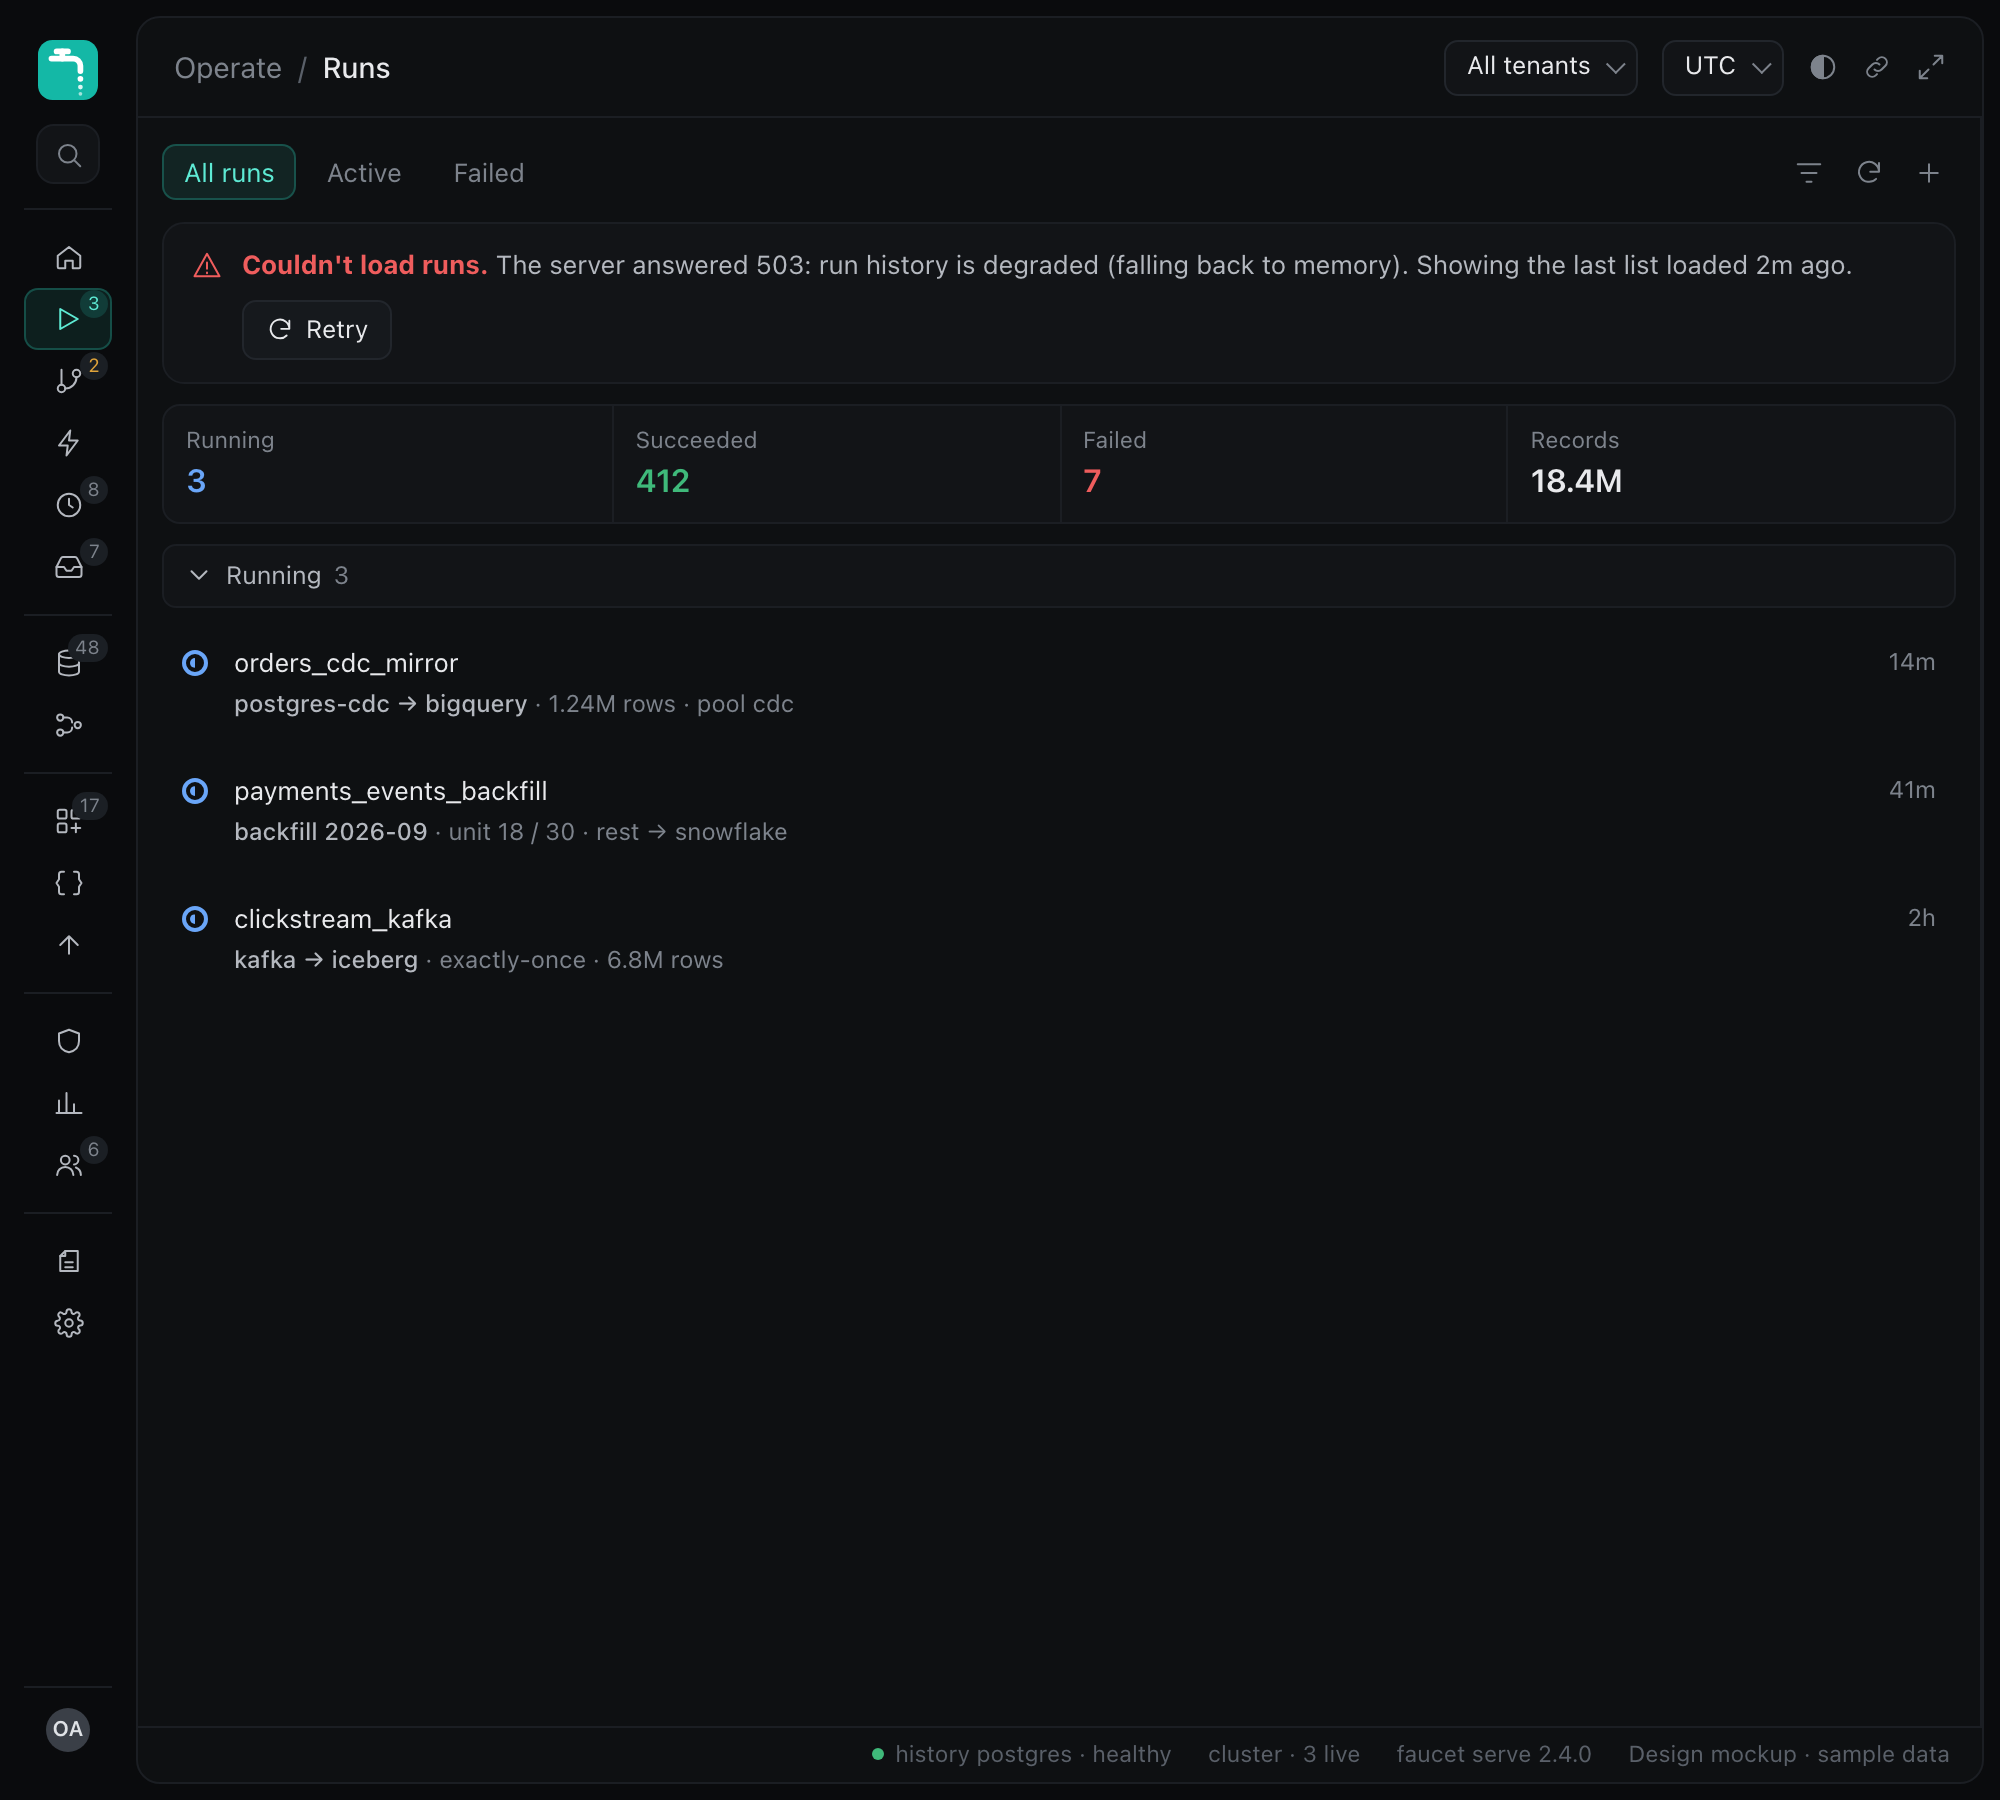 Operate / Runs
All tenants
UTC
3
2
8
7
48
17
6
OA
All runs
Active
Failed
Couldn't load runs. The server answered 503: run history is degraded (falling back to memory). Showing the last list loaded 2m ago.
Retry
Running
3
Succeeded
412
Failed
7
Records
18.4M
Running 3
orders_cdc_mirror
14m
postgres-cdc → bigquery · 1.24M rows · pool cdc
payments_events_backfill
41m
backfill 2026-09 · unit 18 / 30 · rest → snowflake
clickstream_kafka
2h
kafka → iceberg · exactly-once · 6.8M rows
history postgres · healthy
cluster · 3 live
faucet serve 2.4.0
Design mockup · sample data